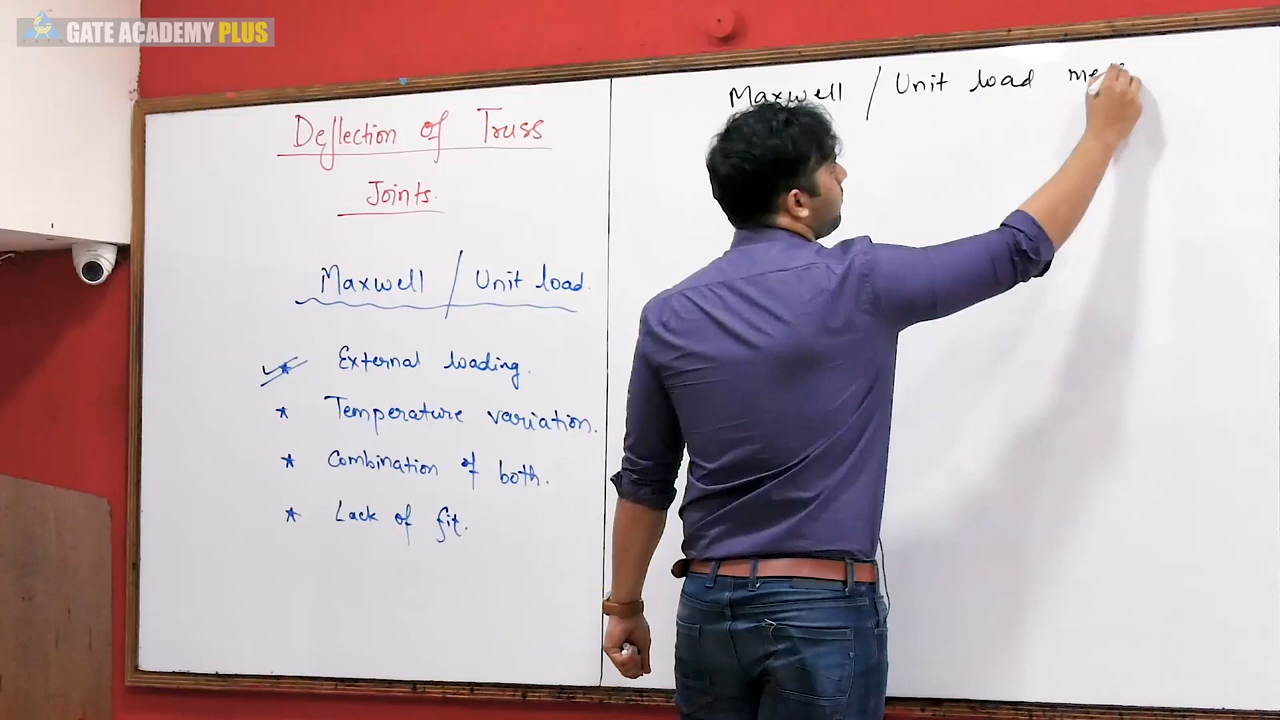 GATE ACADEMY PLUS
Deflection of Truss
Joints.
Maxwell / Unit load.
External loading.
Temperature variation.
Combination of both.
Lack of fit.
Maxwell / Unit load